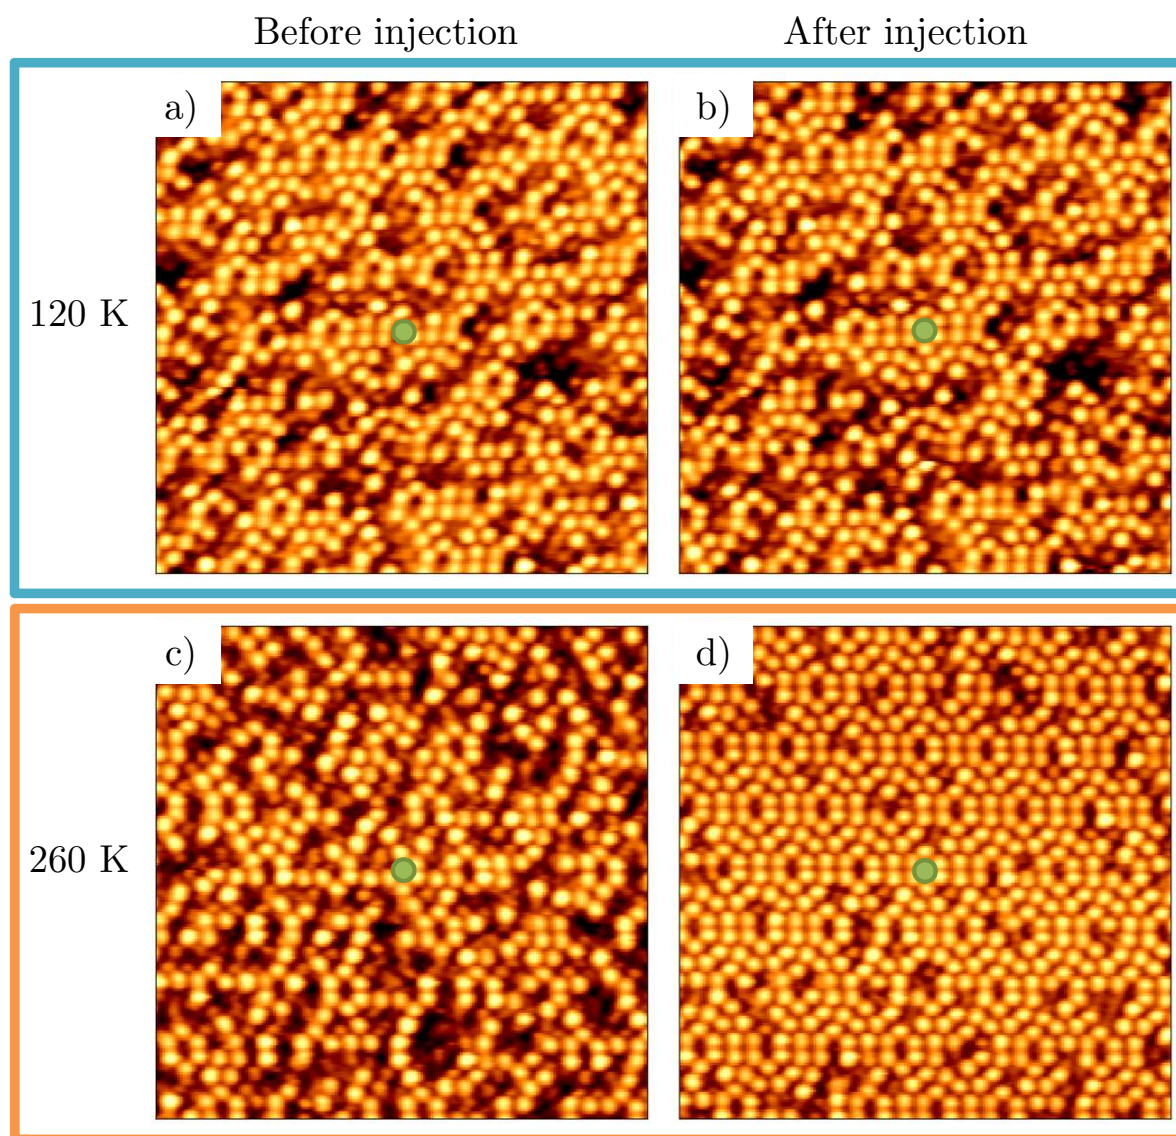 Before injection
After injection
a)
b)
120 K
c)
d)
260 K